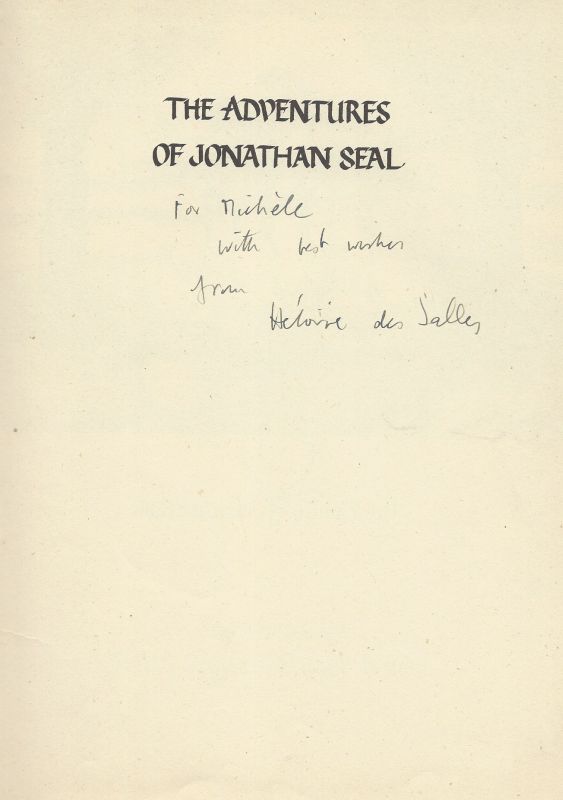 THE ADVENTURES
OF JONATHAN SEAL
For Michèle
with best wishes
from
Héloïse des Salles